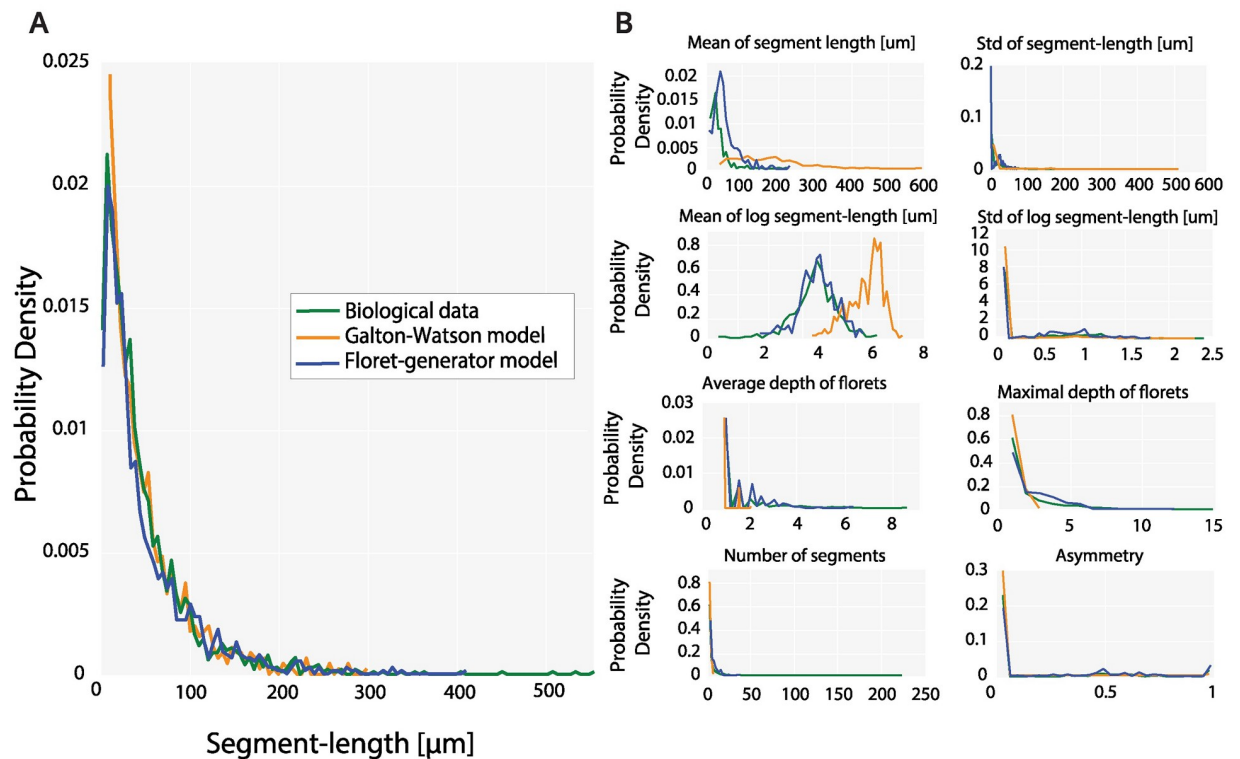 A
0.025
0.02
0.015
0.01
0.005
0
Probability Density
0
100
200
300
400
500
Segment-length [µm]
Biological data
Galton-Watson model
Floret-generator model
B
Mean of segment length [um]
Probability
Density
0.02
0.015
0.01
0.005
0
0 100 200 300 400 500 600
Std of segment-length [um]
0.2
0.1
0
0 100 200 300 400 500 600
Mean of log segment-length [um]
Probability
Density
0.8
0.6
0.4
0.2
0
0 2 4 6 8
Std of log segment-length [um]
12
10
8
6
4
2
0
0 0.5 1 1.5 2 2.5
Average depth of florets
Probability
Density
0.03
0.02
0.01
0
0 2 4 6 8
Maximal depth of florets
0.8
0.6
0.4
0.2
0
0 5 10 15
Number of segments
Probability
Density
0.8
0.6
0.4
0.2
0
0 50 100 150 200 250
Asymmetry
0.3
0.2
0.1
0
0 0.5 1